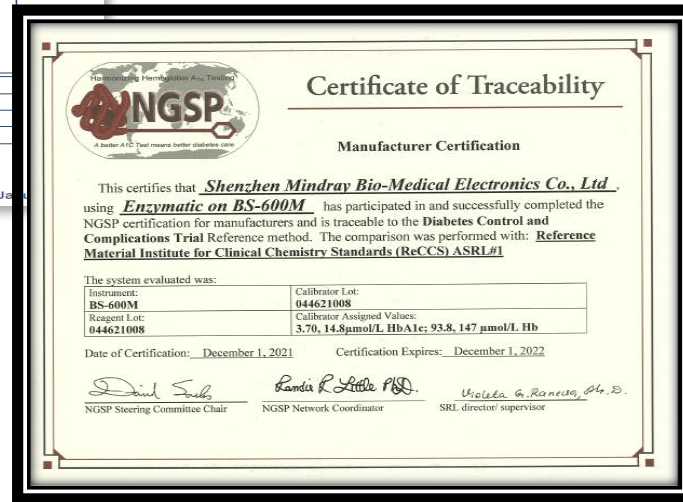 Harmonizing Hemoglobin A1c Testing
NGSP
A better A1C Test means better diabetes care
Certificate of Traceability
Manufacturer Certification
This certifies that Shenzhen Mindray Bio-Medical Electronics Co., Ltd ,
using Enzymatic on BS-600M has participated in and successfully completed the
NGSP certification for manufacturers and is traceable to the Diabetes Control and
Complications Trial Reference method. The comparison was performed with: Reference
Material Institute for Clinical Chemistry Standards (ReCCS) ASRL#1
The system evaluated was:
Instrument:
BS-600M
Calibrator Lot:
044621008
Reagent Lot:
044621008
Calibrator Assigned Values:
3.70, 14.8μmol/L HbA1c; 93.8, 147 μmol/L Hb
Date of Certification: December 1, 2021 Certification Expires: December 1, 2022
Randie R Little PhD.
NGSP Steering Committee Chair
NGSP Network Coordinator
SRL director/ supervisor